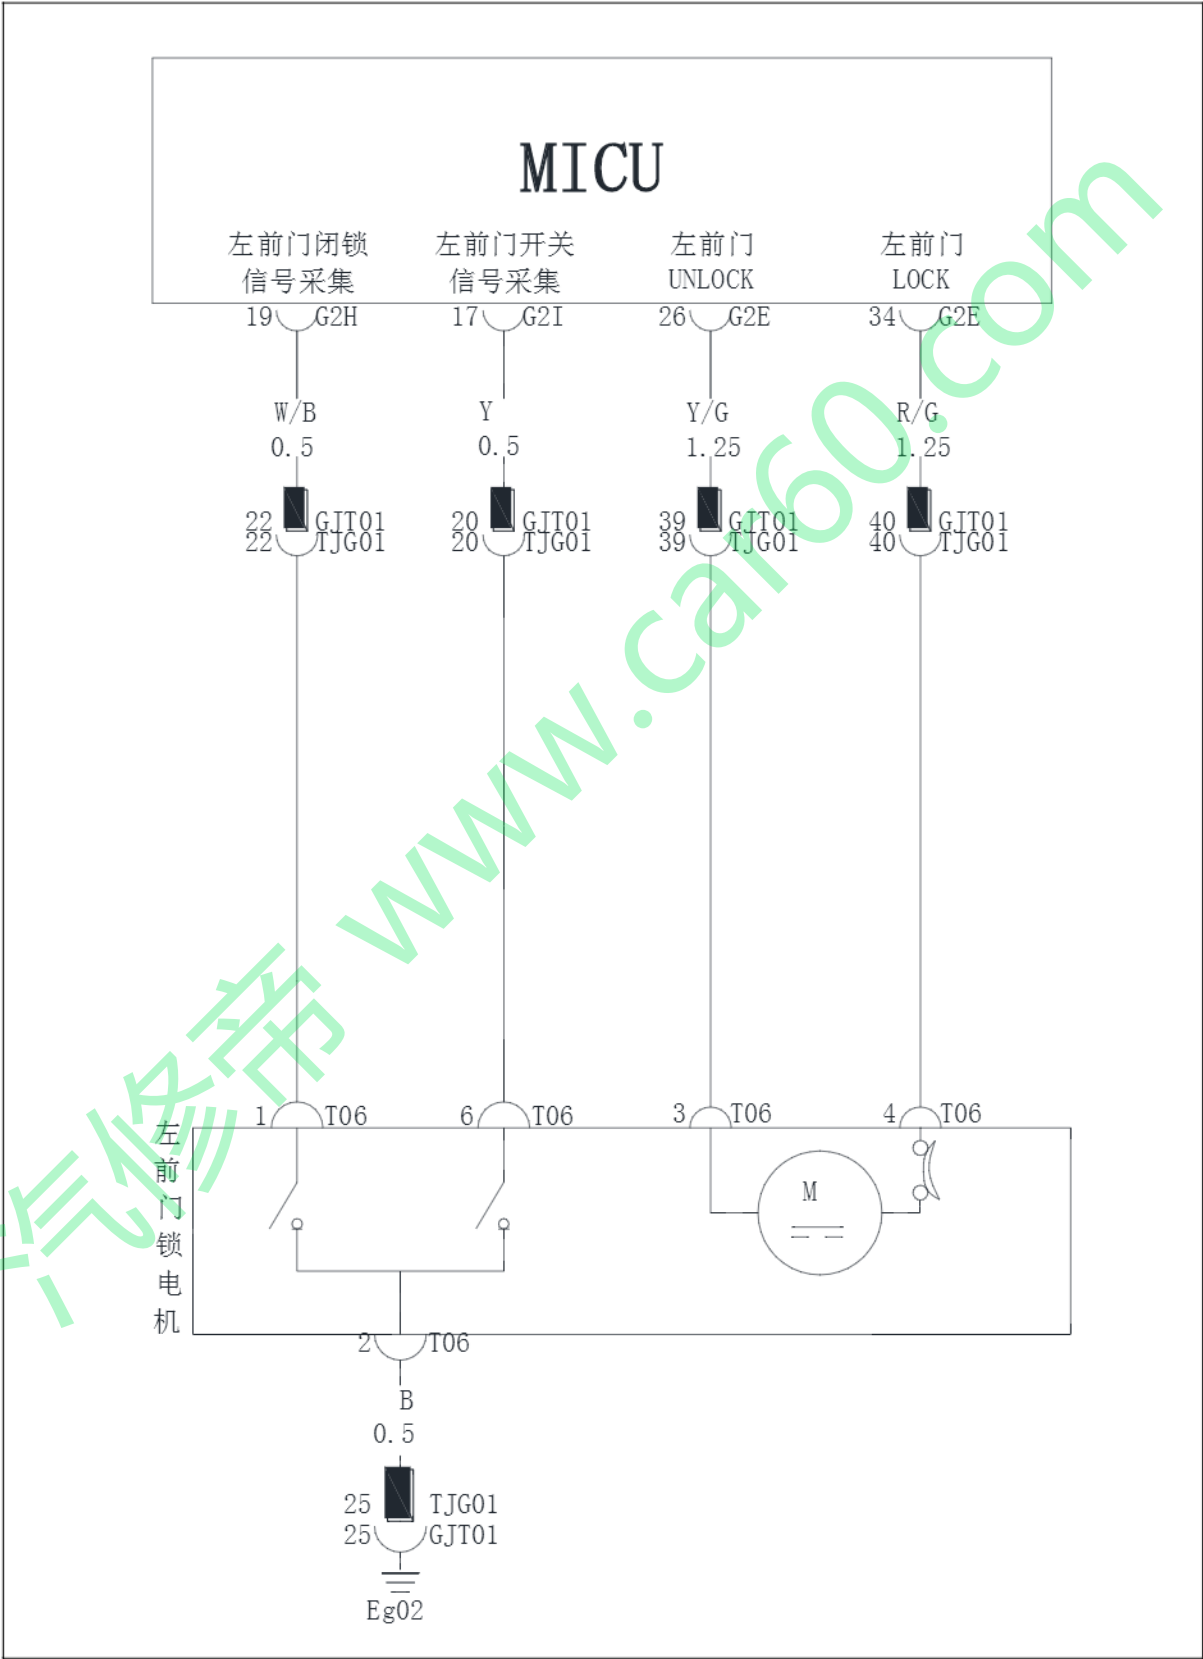 MICU
左前门闭锁 左前门开关 左前门 左前门
信号采集 信号采集 UNLOCK LOCK
19 G2H 17 G2I 26 G2E 34 G2E
W/B Y Y/G R/G
0.5 0.5 1.25 1.25
22 GJT01 20 GJT01 39 GJT01 40 GJT01
22 TJG01 20 TJG01 39 TJG01 40 TJG01
1 T06 6 T06 3 T06 4 T06
左前门锁电机
M
2 T06
B
0.5
25 TJG01
25 GJT01
Eg02
汽修帝 www.car60.com